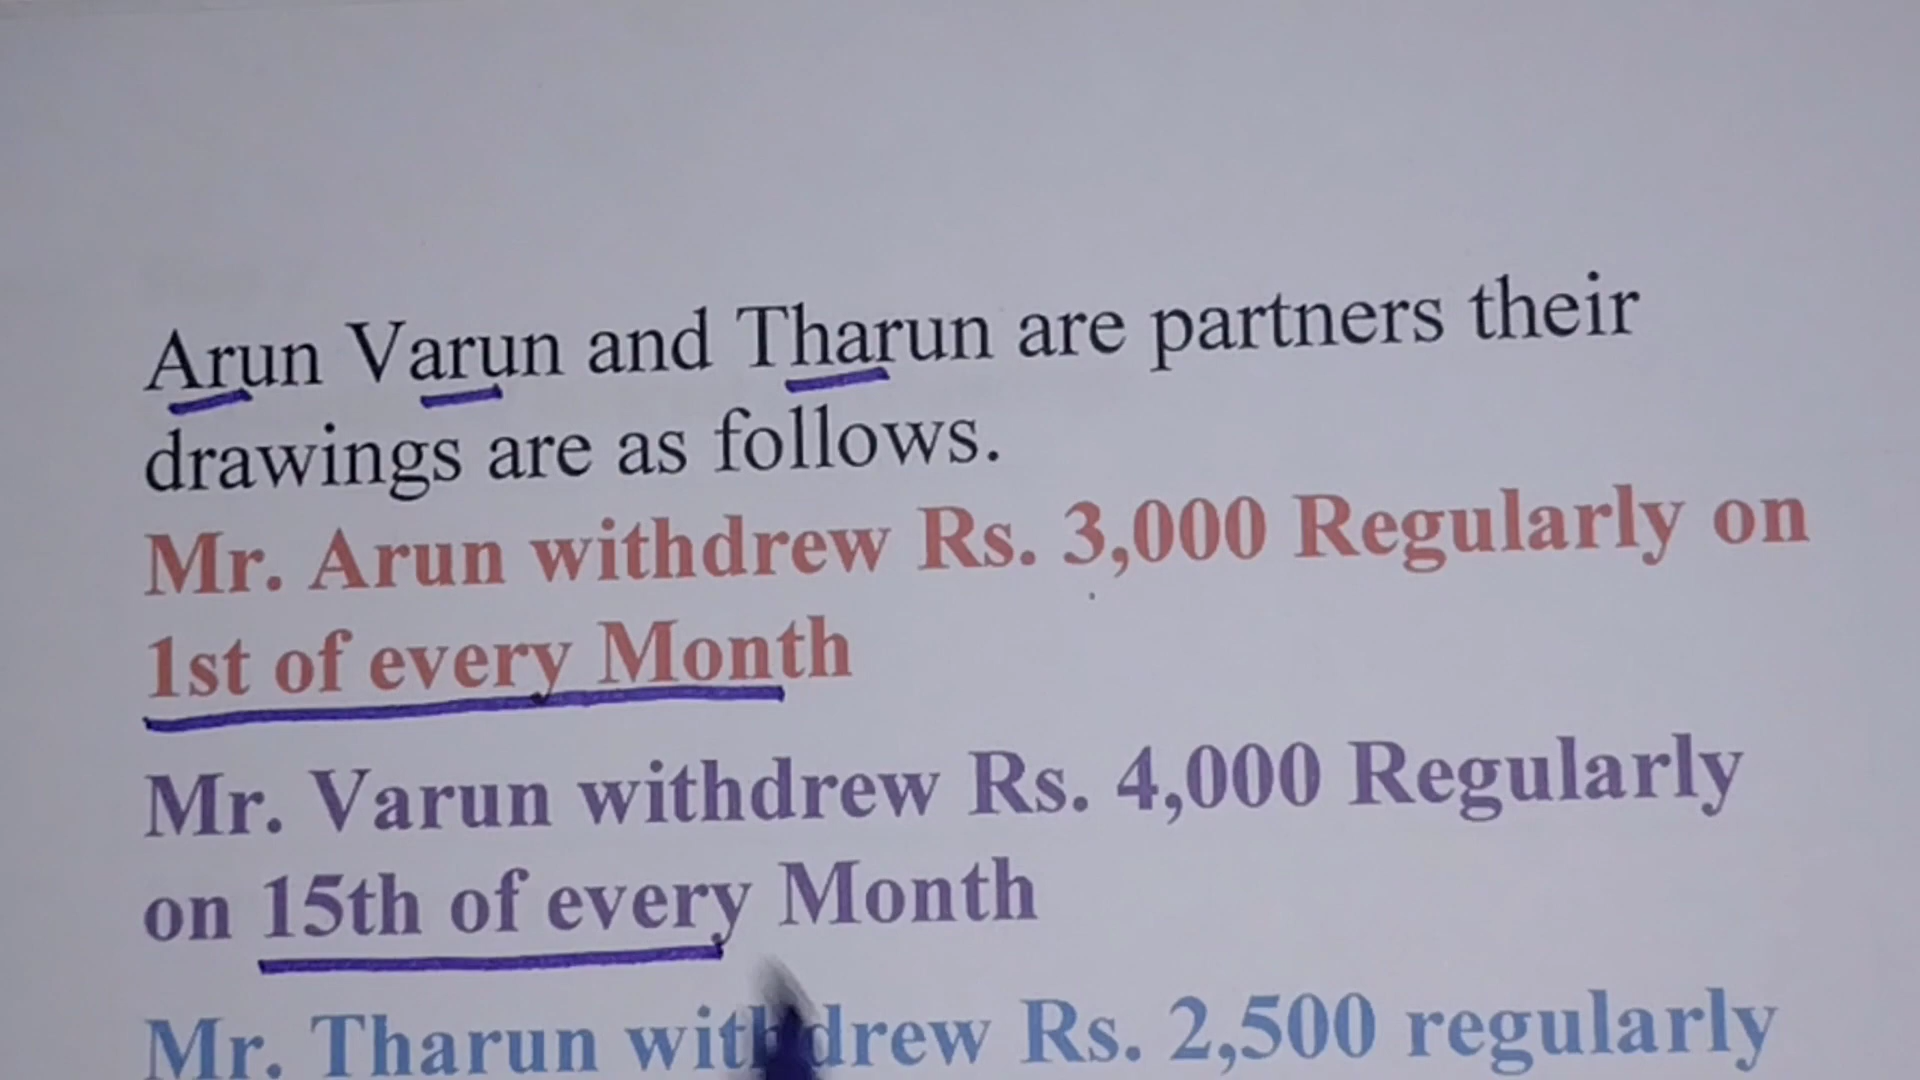 Arun Varun and Tharun are partners their
drawings are as follows.
Mr. Arun withdrew Rs. 3,000 Regularly on
1st of every Month
Mr. Varun withdrew Rs. 4,000 Regularly
on 15th of every Month
Mr. Tharun withdrew Rs. 2,500 regularly